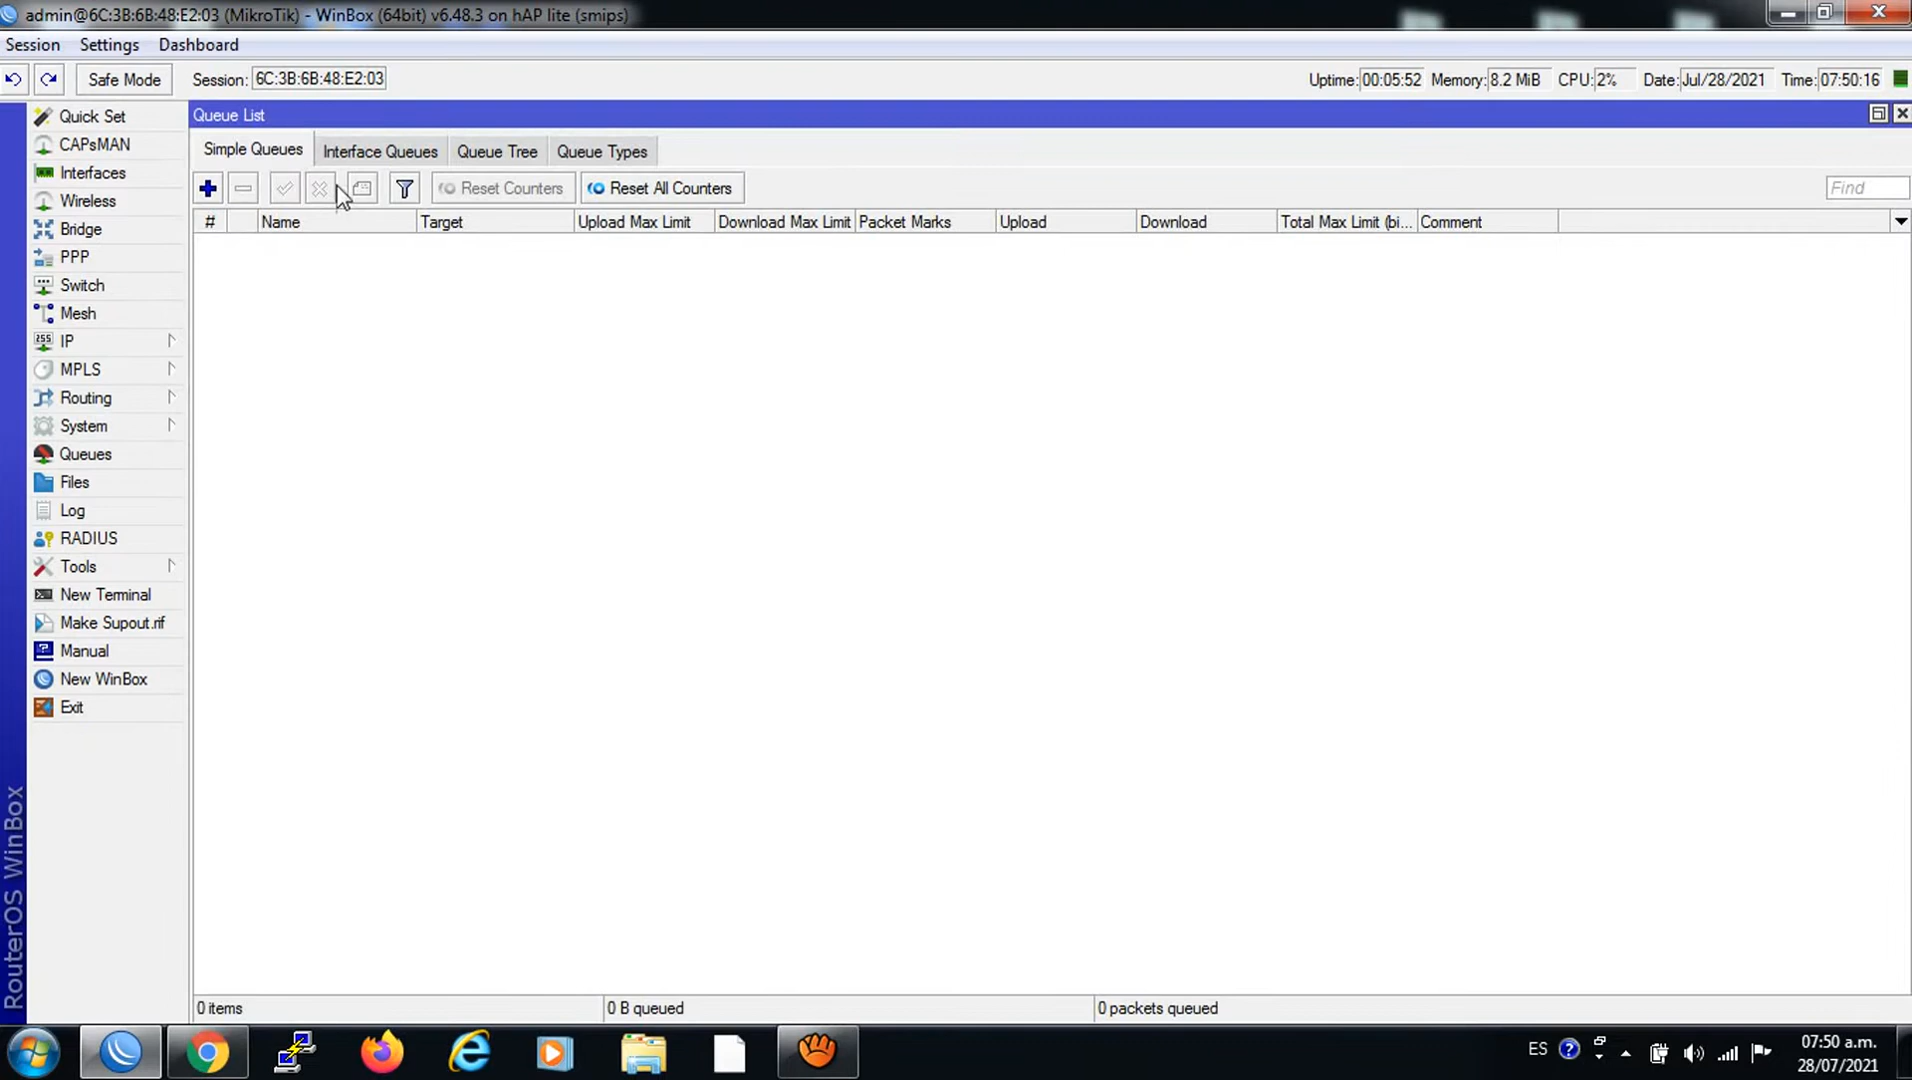 admin@6C:3B:6B:48:E2:03 (MikroTik) - WinBox (64bit) v6.48.3 on hAP lite (smips)
Session Settings Dashboard
Safe Mode Session: 6C:3B:6B:48:E2:03 Uptime: 00:05:52 Memory: 8.2 MiB CPU: 2% Date: Jul/28/2021 Time: 07:50:16
Queue List
Simple Queues Interface Queues Queue Tree Queue Types
Reset Counters Reset All Counters Find
# Name Target Upload Max Limit Download Max Limit Packet Marks Upload Download Total Max Limit (bi... Comment
Quick Set
CAPsMAN
Interfaces
Wireless
Bridge
PPP
Switch
Mesh
255 IP
MPLS
Routing
System
Queues
Files
Log
RADIUS
Tools
New Terminal
Make Supout.rif
Manual
New WinBox
Exit
RouterOS WinBox
0 items 0 B queued 0 packets queued
ES 07:50 a.m.
28/07/2021